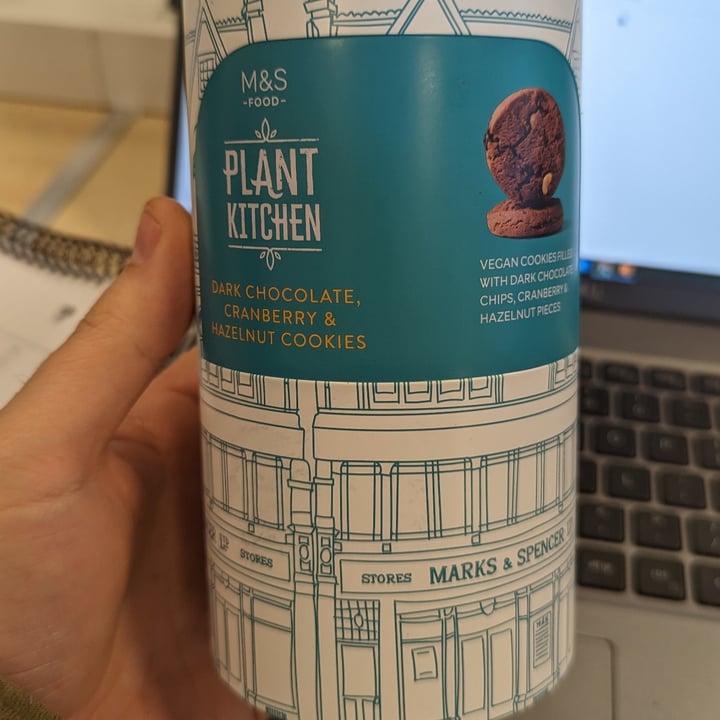 M&S
-FOOD-
PLANT
KITCHEN
DARK CHOCOLATE,
CRANBERRY &
HAZELNUT COOKIES
VEGAN COOKIES FILLED
WITH DARK CHOCOLATE
CHIPS, CRANBERRY &
HAZELNUT PIECES
STORES
STORES MARKS & SPENCER